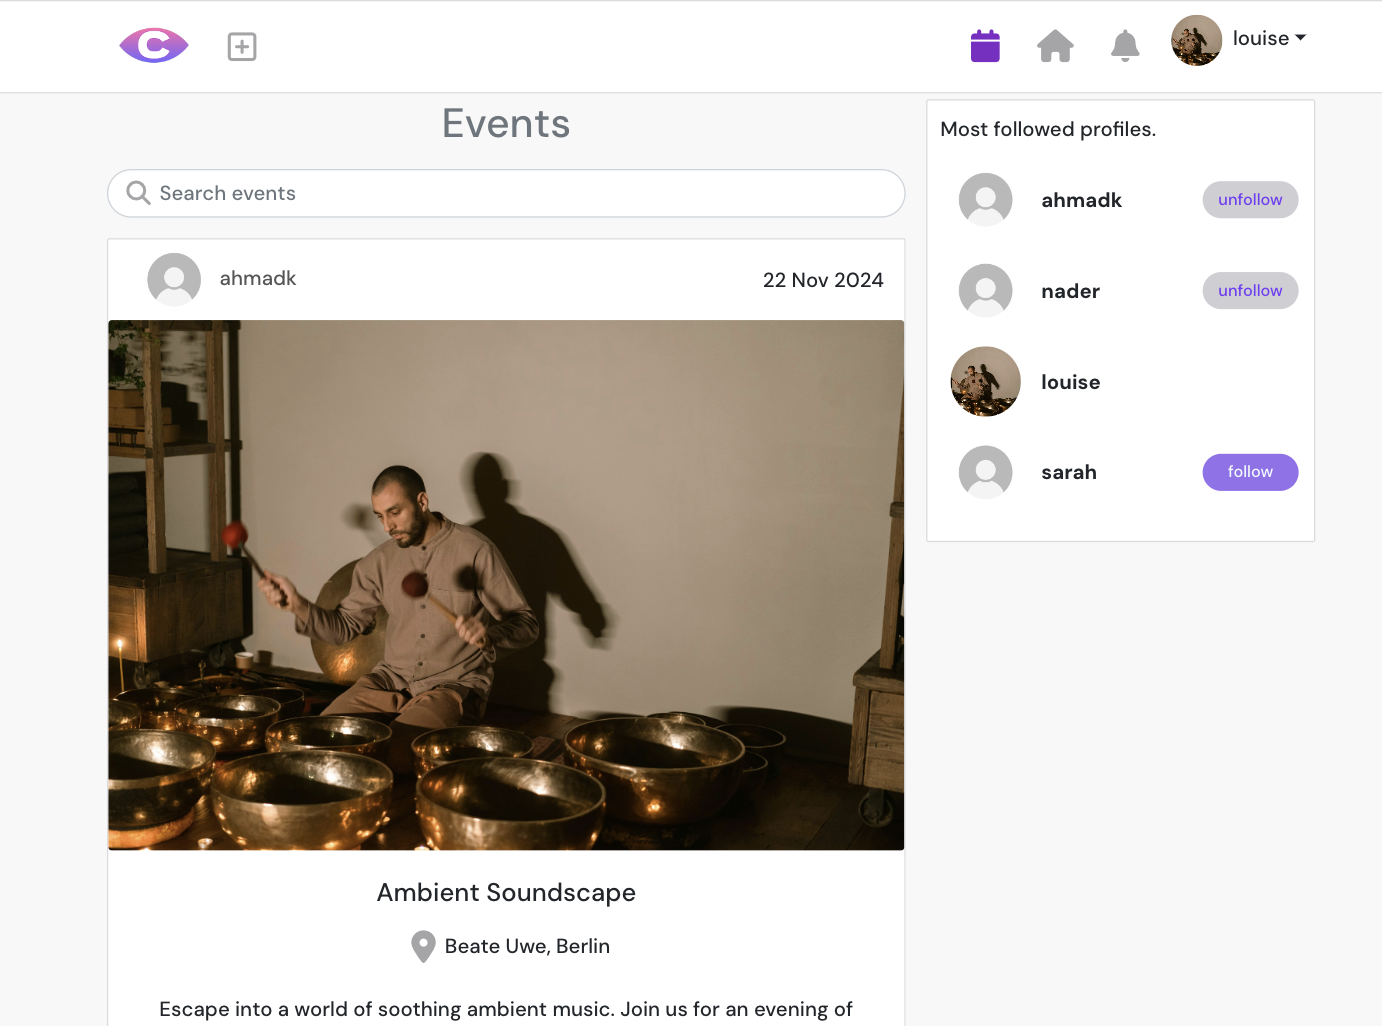 C
louise
Events
Search events
ahmadk
22 Nov 2024
Ambient Soundscape
Beate Uwe, Berlin
Escape into a world of soothing ambient music. Join us for an evening of
Most followed profiles.
ahmadk
unfollow
nader
unfollow
louise
sarah
follow